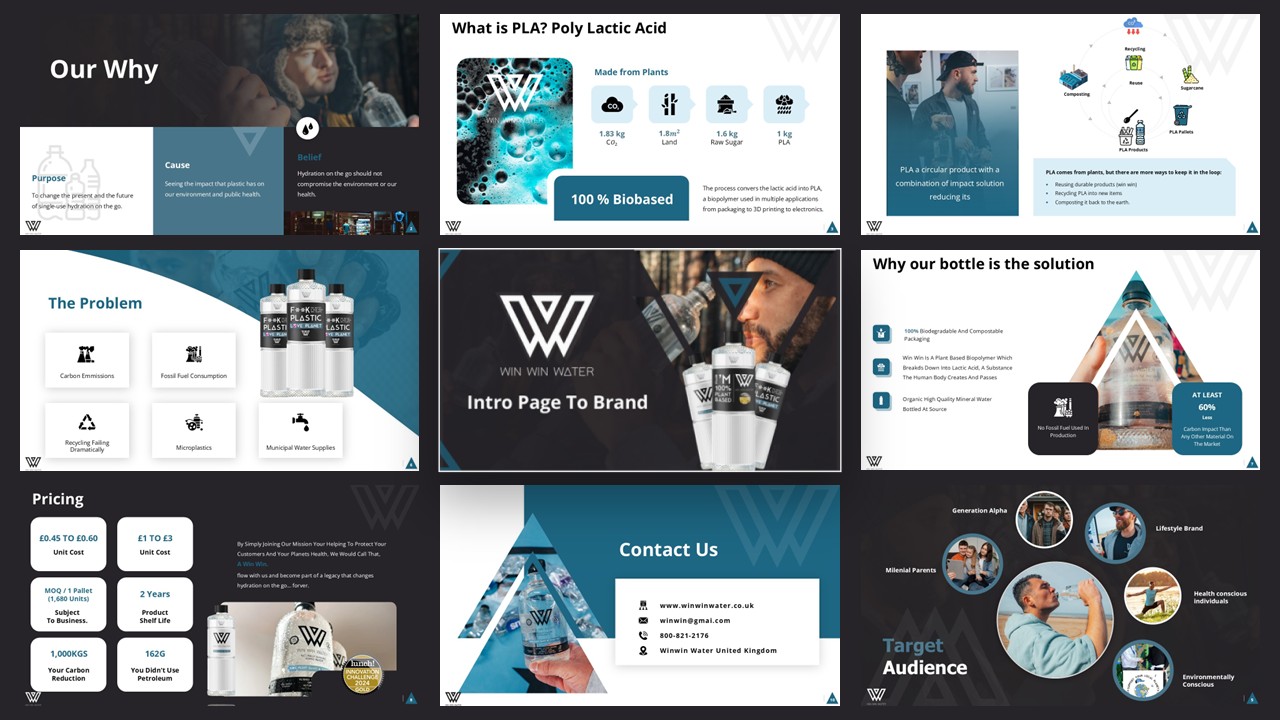 Our Why
Purpose
To change the present and the future
of single-use hydration on the go.
Cause
Seeing the impact that plastic has on
our environment and public health.
Belief
Hydration on the go should not
compromise the environment or our
health.
What is PLA? Poly Lactic Acid
WIN WIN WATER
Made from Plants
CO₂
1.83 kg
Co₂
1.8m²
Land
1.6 kg
Raw Sugar
1 kg
PLA
100 % Biobased
The process convers the lactic acid into PLA,
a biopolymer used in multiple applications
from packaging to 3D printing to electronics.
PLA a circular product with a
combination of impact solution
reducing its
Recycling
Reuse
Composting
Sugarcane
PLA Pallets
PLA Products
PLA comes from plants, but there are more ways to keep it in the loop:
• Reusing durable products (win win)
• Recycling PLA into new items
• Composting it back to the earth.
The Problem
Carbon Emmissions
Fossil Fuel Consumption
Recycling Failing
Dramatically
Microplastics
Municipal Water Supplies
F**K
PLASTIC
LOVE PLANET
WIN WIN WATER
Intro Page To Brand
I'M
100%
PLANT
BASED
Why our bottle is the solution
100% Biodegradable And Compostable
Packaging
Win Win Is A Plant Based Biopolymer Which
Breakds Down Into Lactic Acid, A Substance
The Human Body Creates And Passes
Organic High Quality Mineral Water
Bottled At Source
No Fossil Fuel Used In
Production
AT LEAST
60%
Less
Carbon Impact Than
Any Other Material On
The Market
Pricing
£0.45 TO £0.60
Unit Cost
£1 TO £3
Unit Cost
MOQ / 1 Pallet
(1,680 Units)
Subject
To Business.
2 Years
Product
Shelf Life
1,000KGS
Your Carbon
Reduction
162G
You Didn't Use
Petroleum
By Simply Joining Our Mission Your Helping To Protect Your
Customers And Your Planets Health, We Would Call That,
A Win Win.
flow with us and become part of a legacy that changes
hydration on the go... forver.
lunch!
INNOVATION
CHALLENGE
2024
GOLD
Contact Us
www.winwinwater.co.uk
winwin@gmai.com
800-821-2176
Winwin Water United Kingdom
Generation Alpha
Lifestyle Brand
Milenial Parents
Health conscious
individuals
Target
Audience
Environmentally
Conscious